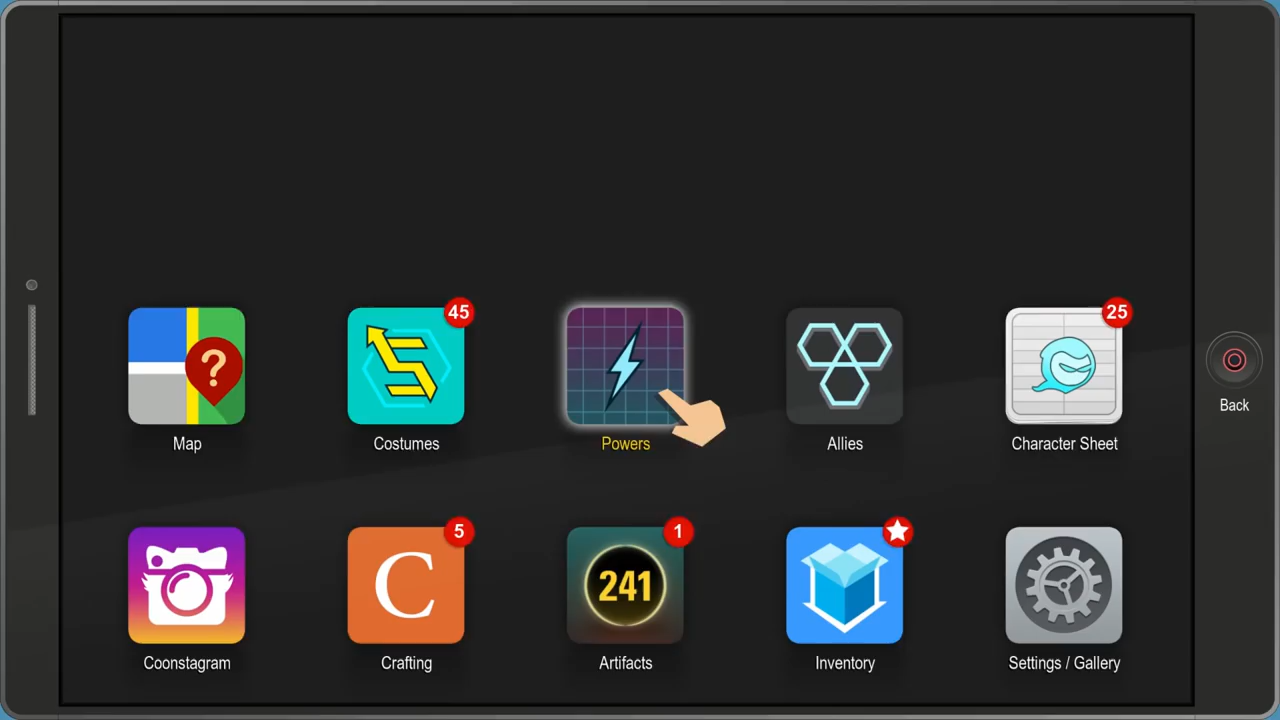 45
25
?
Map
Costumes
Powers
Allies
Character Sheet
Back
5
1
C
241
Coonstagram
Crafting
Artifacts
Inventory
Settings / Gallery